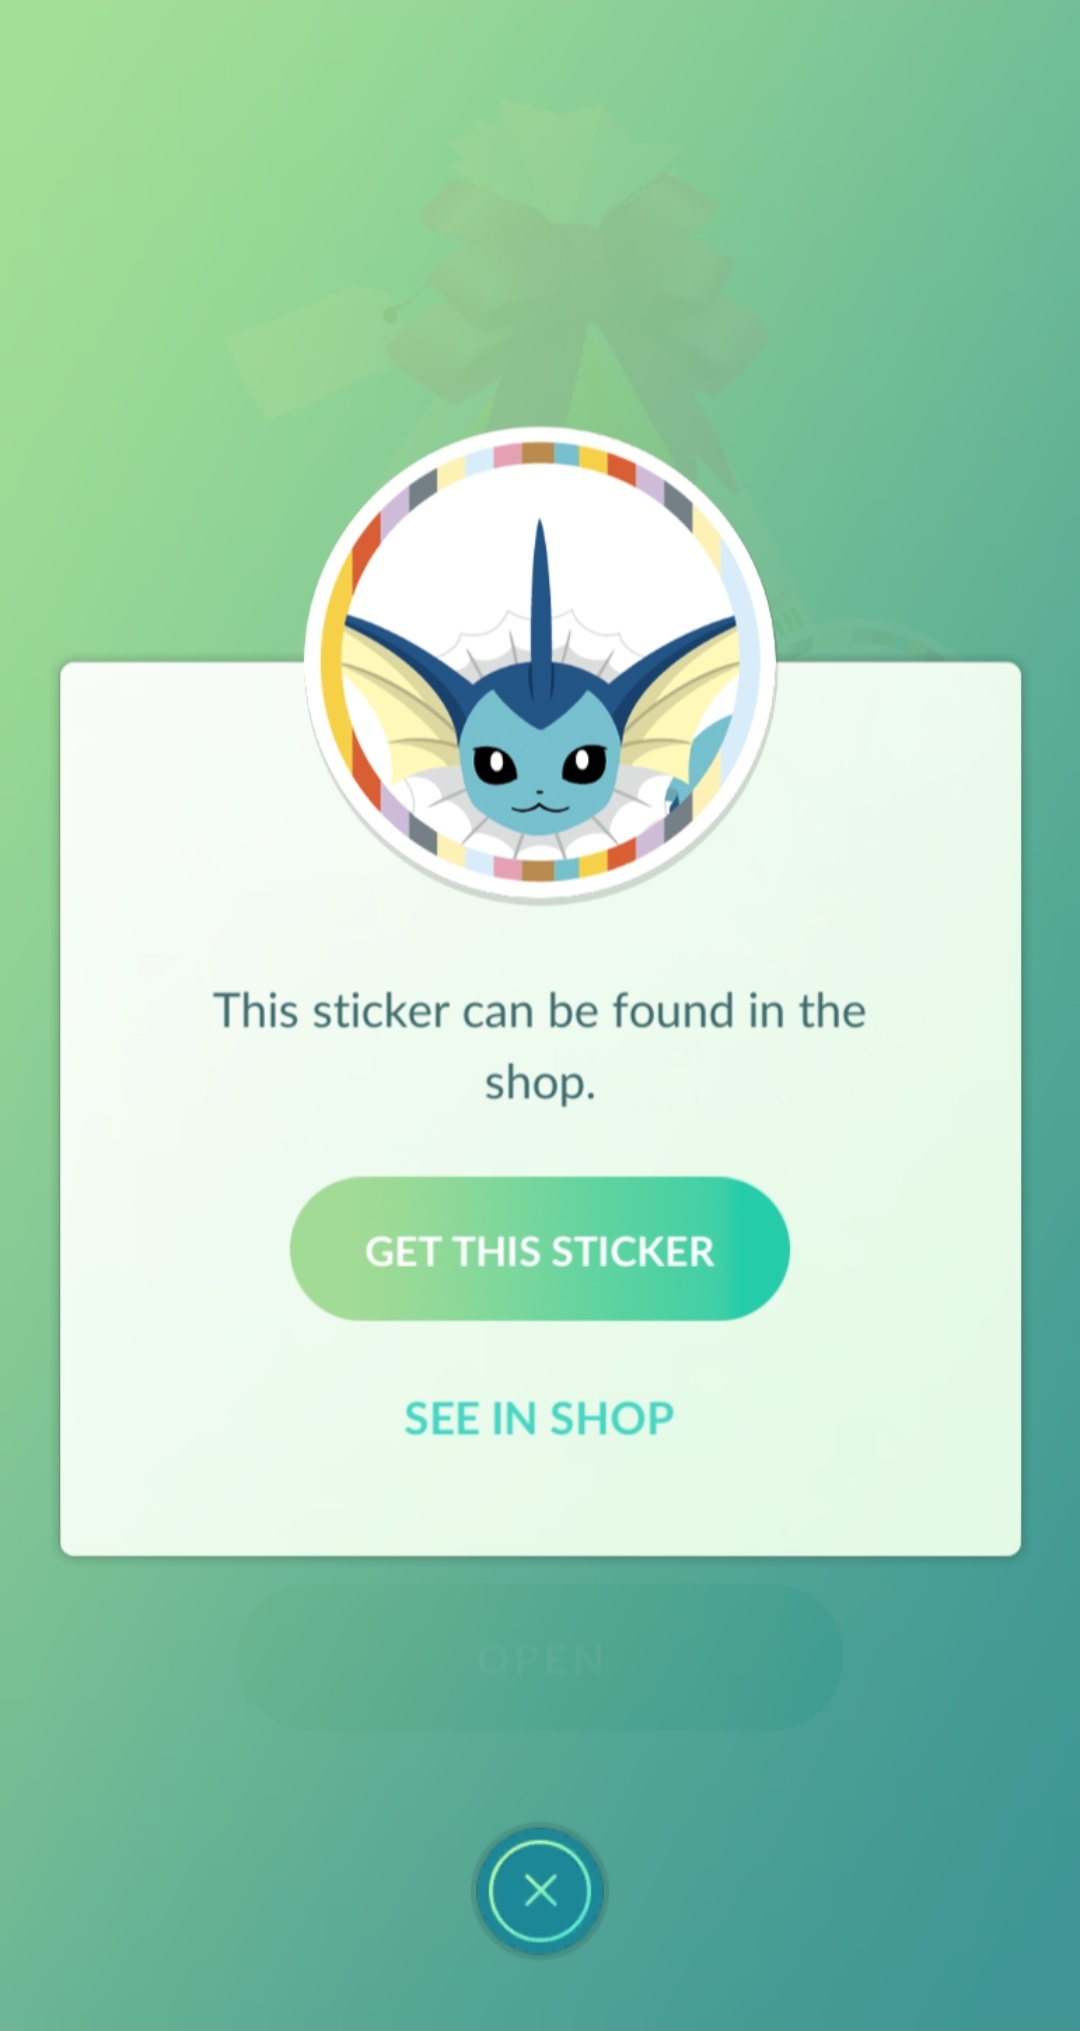 This sticker can be found in the
shop.
GET THIS STICKER
SEE IN SHOP
OPEN